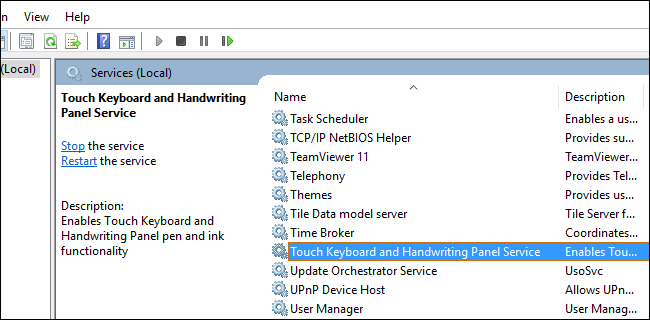 n View Help
(Local)
Services (Local)
Touch Keyboard and Handwriting
Panel Service
Stop the service
Restart the service
Description:
Enables Touch Keyboard and
Handwriting Panel pen and ink
functionality
Name Description
Task Scheduler Enables a us...
TCP/IP NetBIOS Helper Provides su...
TeamViewer 11 TeamViewer...
Telephony Provides Tel...
Themes Provides us...
Tile Data model server Tile Server f...
Time Broker Coordinates...
Touch Keyboard and Handwriting Panel Service Enables Tou...
Update Orchestrator Service UsoSvc
UPnP Device Host Allows UPn...
User Manager User Manag...